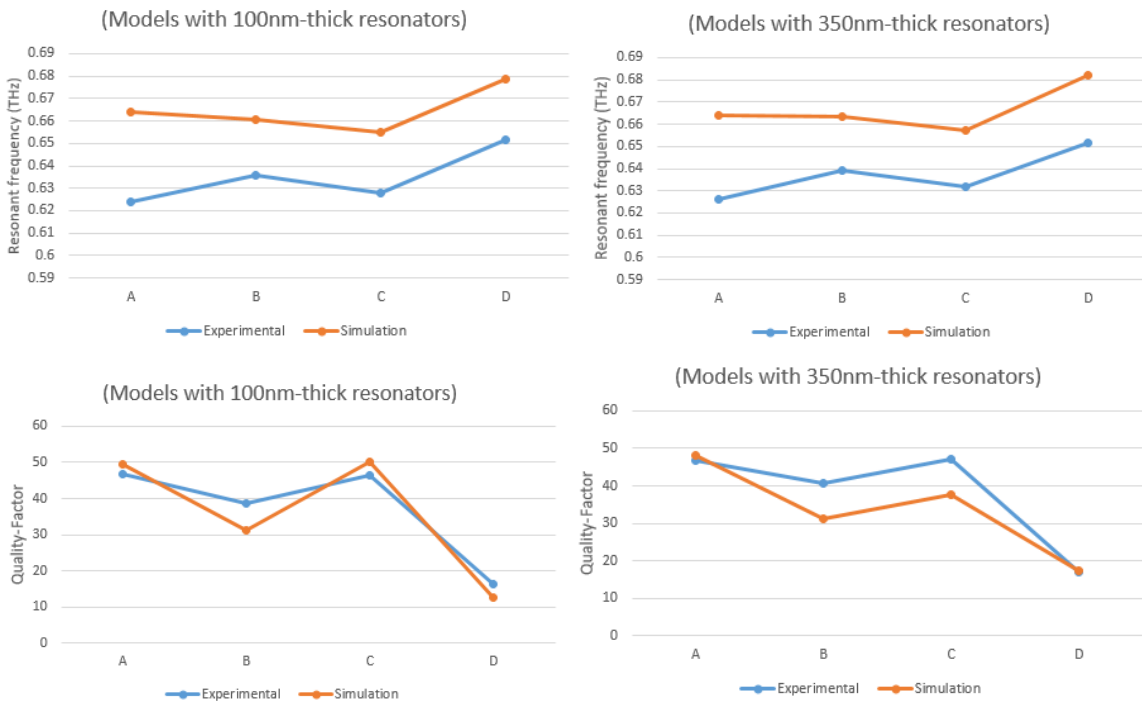 (Models with 100nm-thick resonators)
Resonant frequency (THz)
0.69
0.68
0.67
0.66
0.65
0.64
0.63
0.62
0.61
0.6
0.59
A B C D
Experimental Simulation
(Models with 350nm-thick resonators)
Resonant frequency (THz)
0.69
0.68
0.67
0.66
0.65
0.64
0.63
0.62
0.61
0.6
0.59
A B C D
Experimental Simulation
(Models with 100nm-thick resonators)
Quality-Factor
60
50
40
30
20
10
0
A B C D
Experimental Simulation
(Models with 350nm-thick resonators)
Quality-Factor
60
50
40
30
20
10
0
A B C D
Experimental Simulation